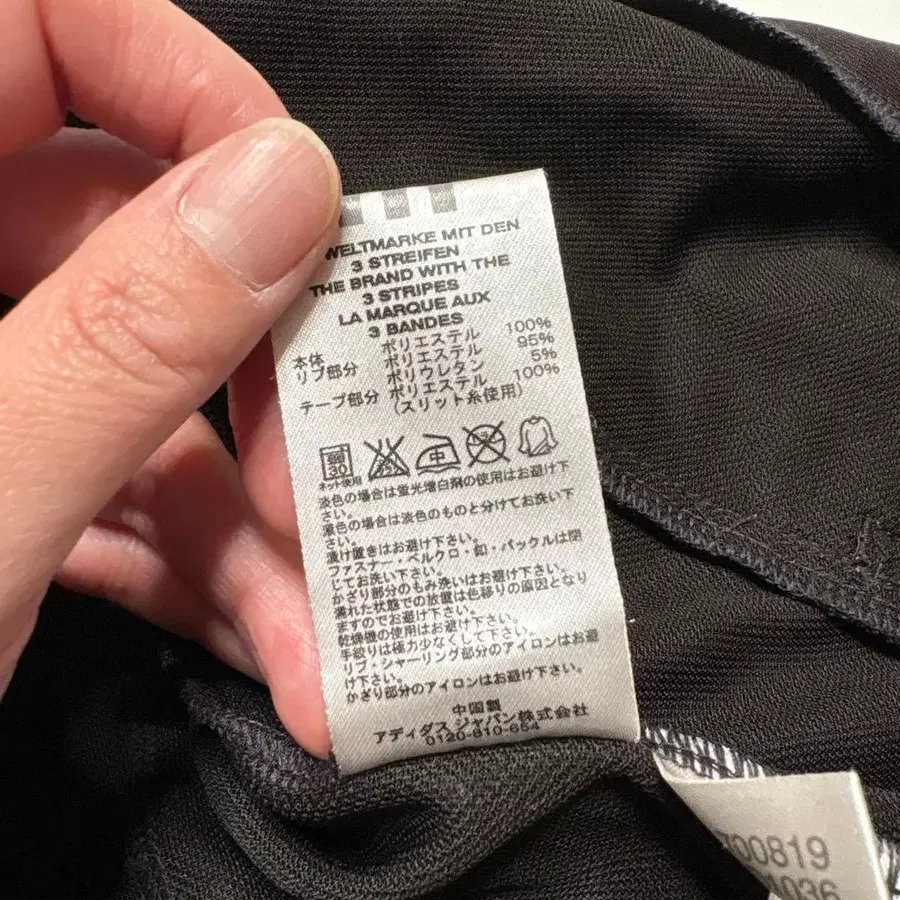 WELTMARKE MIT DEN
3 STREIFEN
THE BRAND WITH THE
3 STRIPES
LA MARQUE AUX
3 BANDES
本体 ポリエステル 100%
リブ部分 ポリエステル 95%
ポリウレタン 5%
テープ部分 ポリエステル 100%
(スリット糸使用)
30 中
ネット使用
淡色の場合は蛍光増白剤の使用はお避け下
さい。
濃色の場合は淡色のものと分けてお洗い下
さい。
漬け置きはお避け下さい。
ファスナー・ベルクロ・釦・バックルは閉
じてお洗い下さい。
かざり部分のもみ洗いはお避け下さい。
濡れた状態での放置は色移りの原因となり
ますのでお避け下さい。
乾燥機の使用はお避け下さい。
手絞りは極力少なくして下さい。
リブ・シャーリング部分のアイロンはお避
け下さい。
かざり部分のアイロンはお避け下さい。
中国製
アディダス ジャパン株式会社
0120-810-654
00819
1036